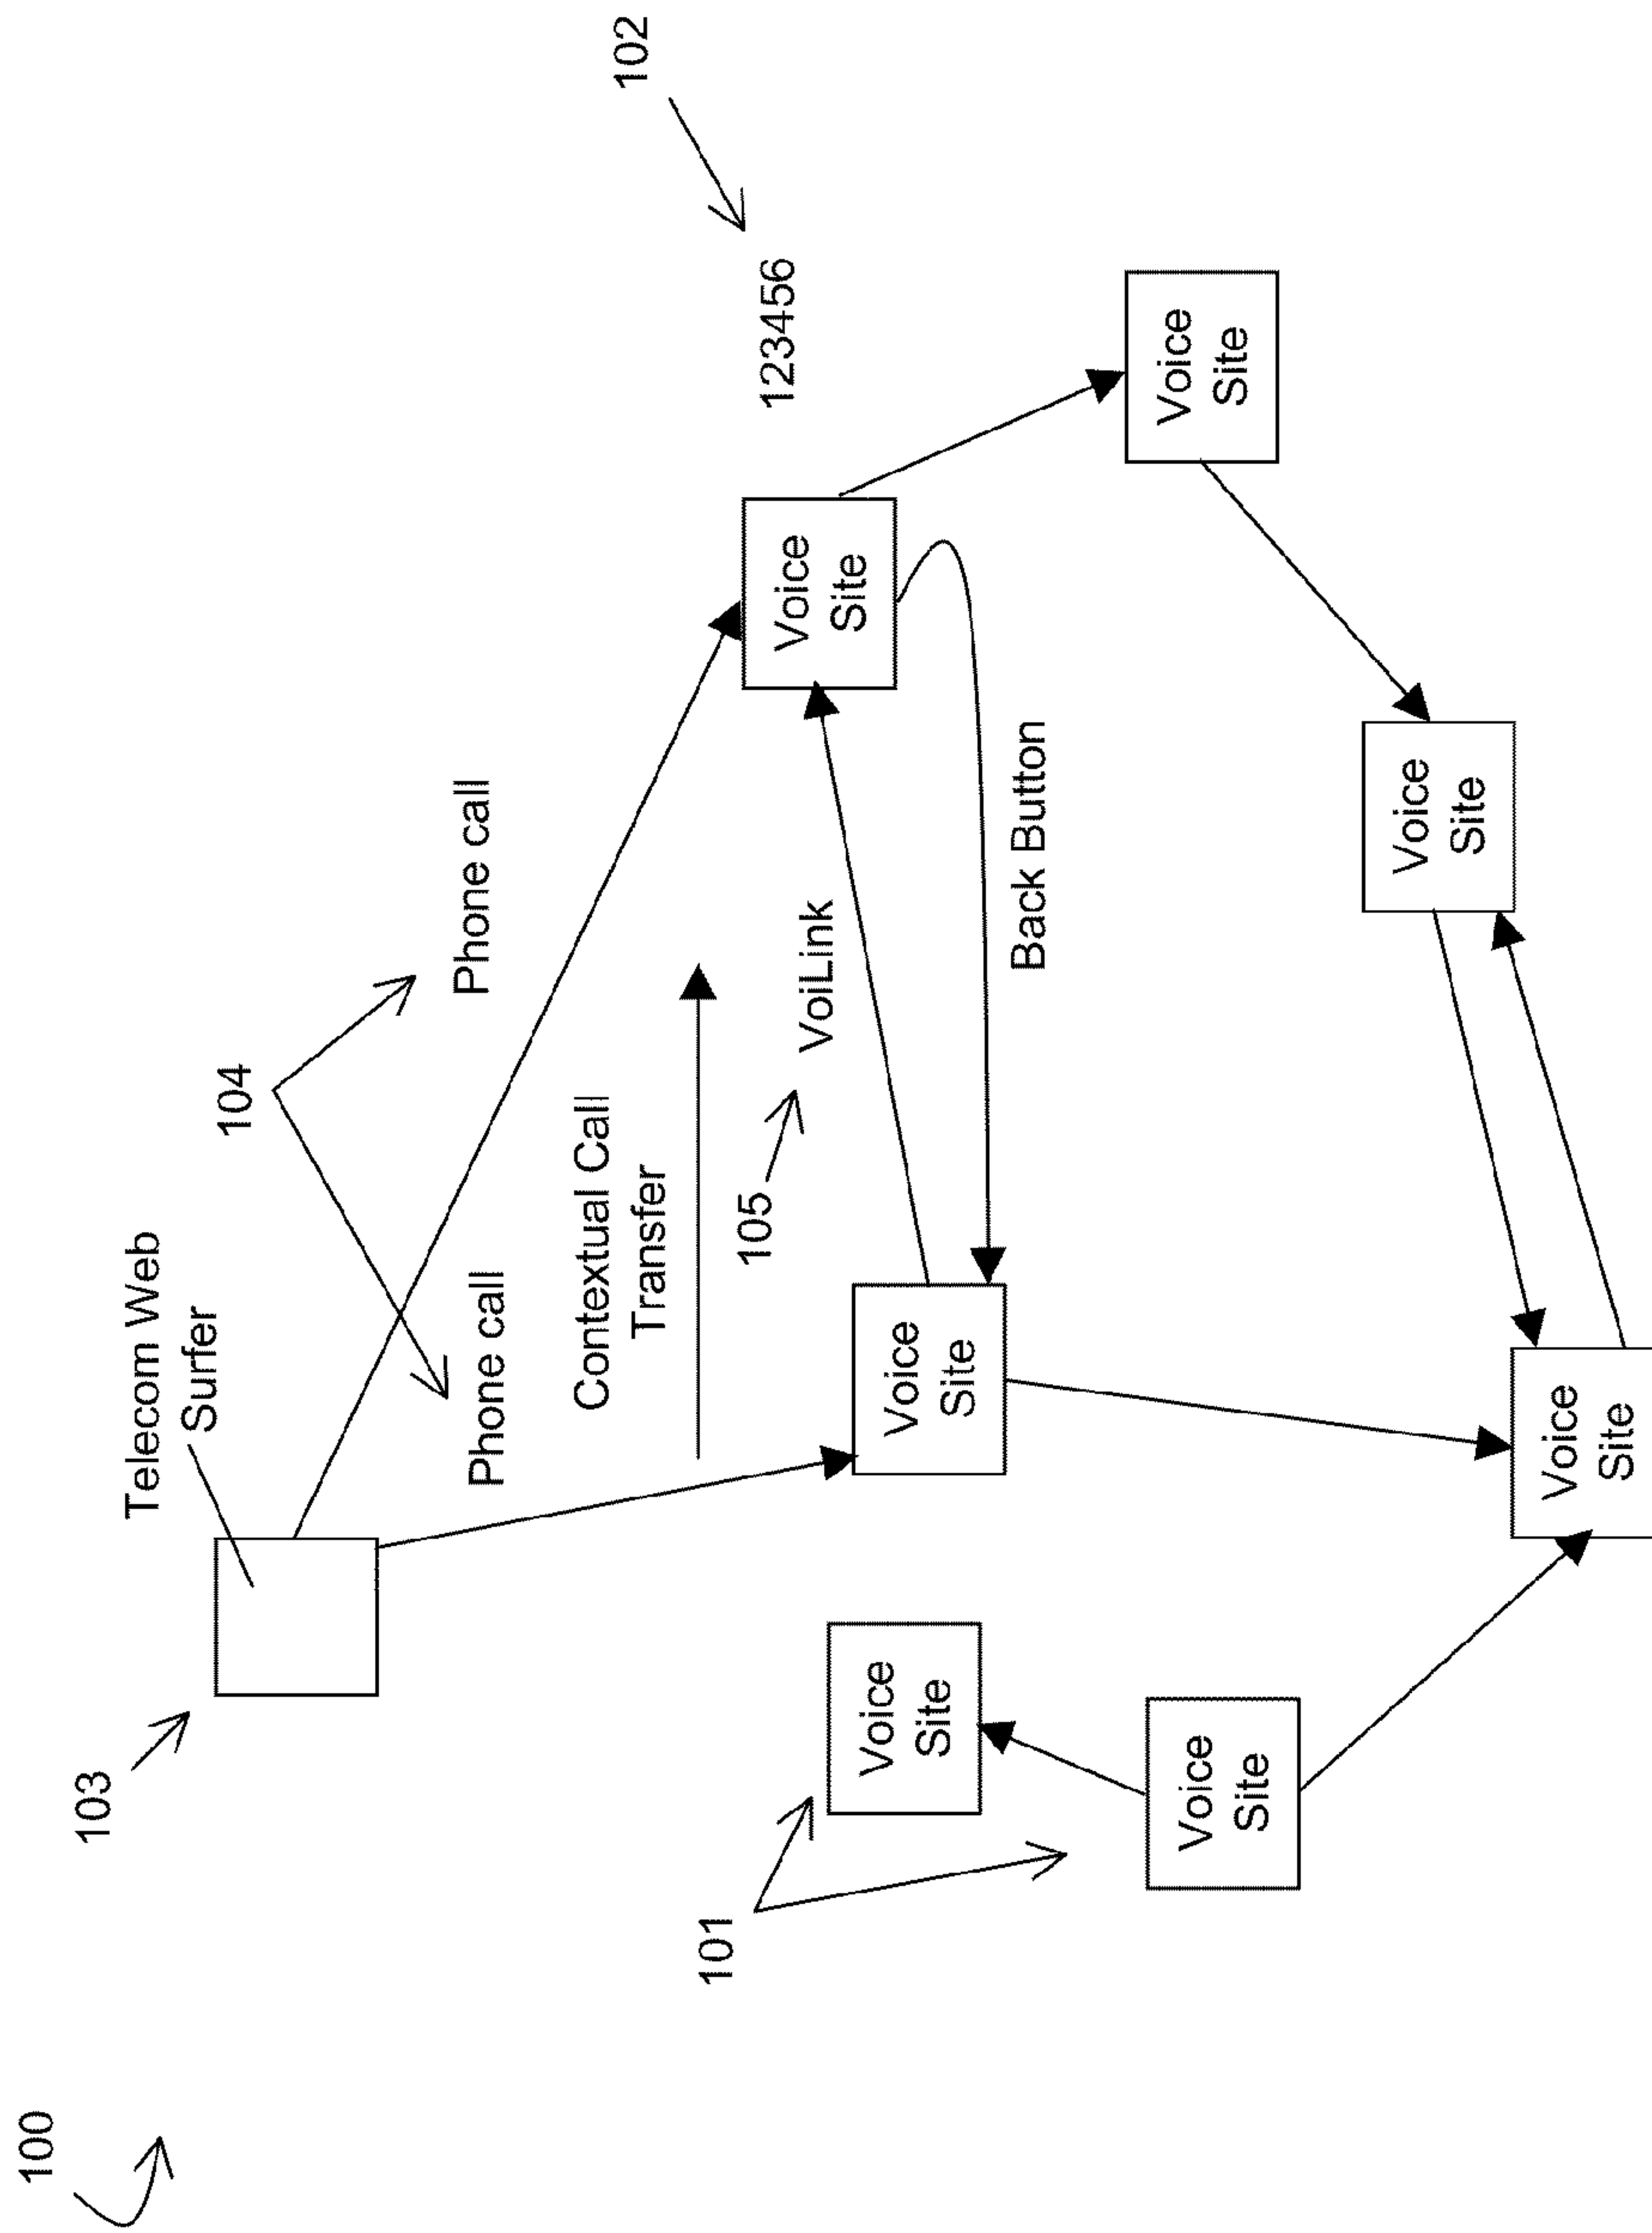 100
103
Telecom Web
Surfer
104
Phone call
Phone call
102
Contextual Call
Transfer
101
105
VoiLink
123456
Voice
Site
Voice
Site
Voice
Site
Back Button
Voice
Site
Voice
Site
Voice
Site
Voice
Site